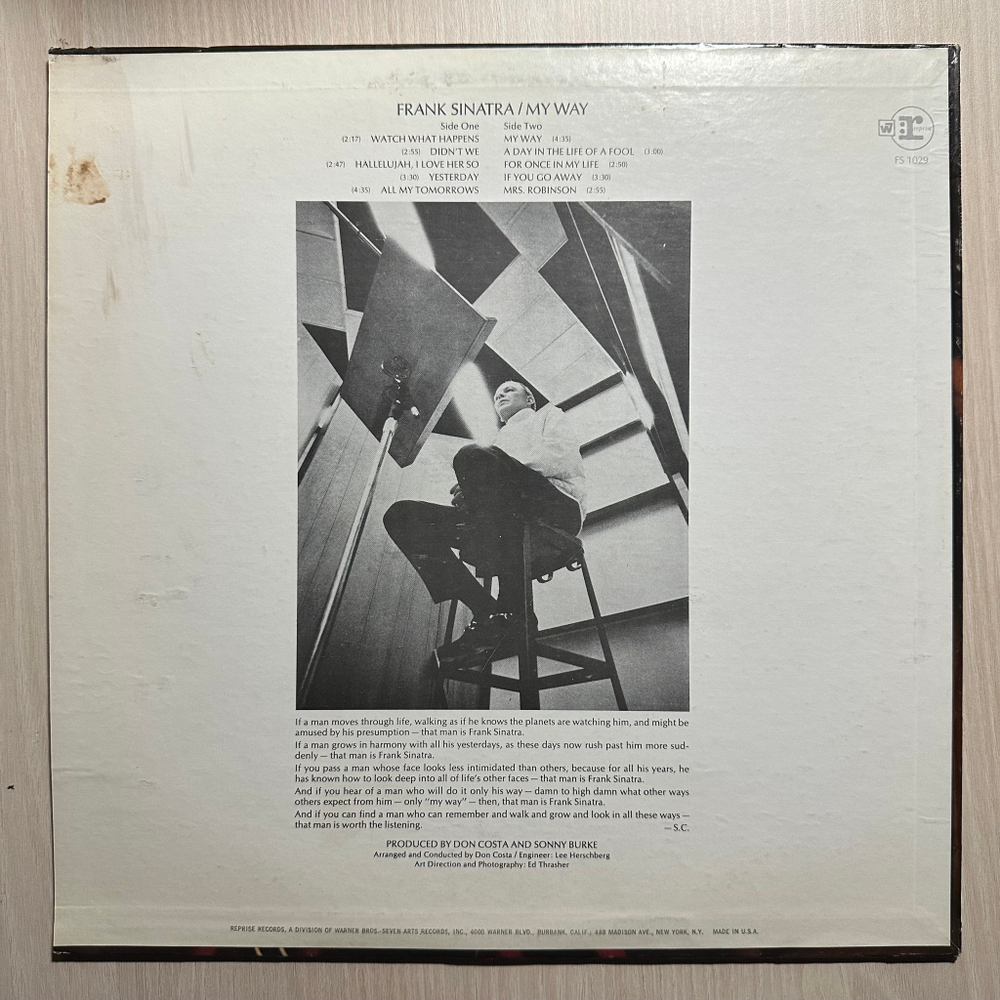 FRANK SINATRA / MY WAY
Side One
(2:17) WATCH WHAT HAPPENS
(2:55) DIDN'T WE
(2:47) HALLELUJAH, I LOVE HER SO
(3:30) YESTERDAY
(4:35) ALL MY TOMORROWS
Side Two
MY WAY (4:35)
A DAY IN THE LIFE OF A FOOL (3:00)
FOR ONCE IN MY LIFE (2:50)
IF YOU GO AWAY (3:30)
MRS. ROBINSON (2:55)
W7 r: reprise
FS 1029
If a man moves through life, walking as if he knows the planets are watching him, and might be
amused by his presumption — that man is Frank Sinatra.
If a man grows in harmony with all his yesterdays, as these days now rush past him more sud-
denly — that man is Frank Sinatra.
If you pass a man whose face looks less intimidated than others, because for all his years, he
has known how to look deep into all of life's other faces — that man is Frank Sinatra.
And if you hear of a man who will do it only his way — damn to high damn what other ways
others expect from him — only "my way" — then, that man is Frank Sinatra.
And if you can find a man who can remember and walk and grow and look in all these ways —
that man is worth the listening. — S.C.
PRODUCED BY DON COSTA AND SONNY BURKE
Arranged and Conducted by Don Costa / Engineer: Lee Herschberg
Art Direction and Photography: Ed Thrasher
REPRISE RECORDS, A DIVISION OF WARNER BROS.-SEVEN ARTS RECORDS, INC., 4000 WARNER BLVD., BURBANK, CALIF.; 488 MADISON AVE., NEW YORK, N.Y. MADE IN U.S.A.